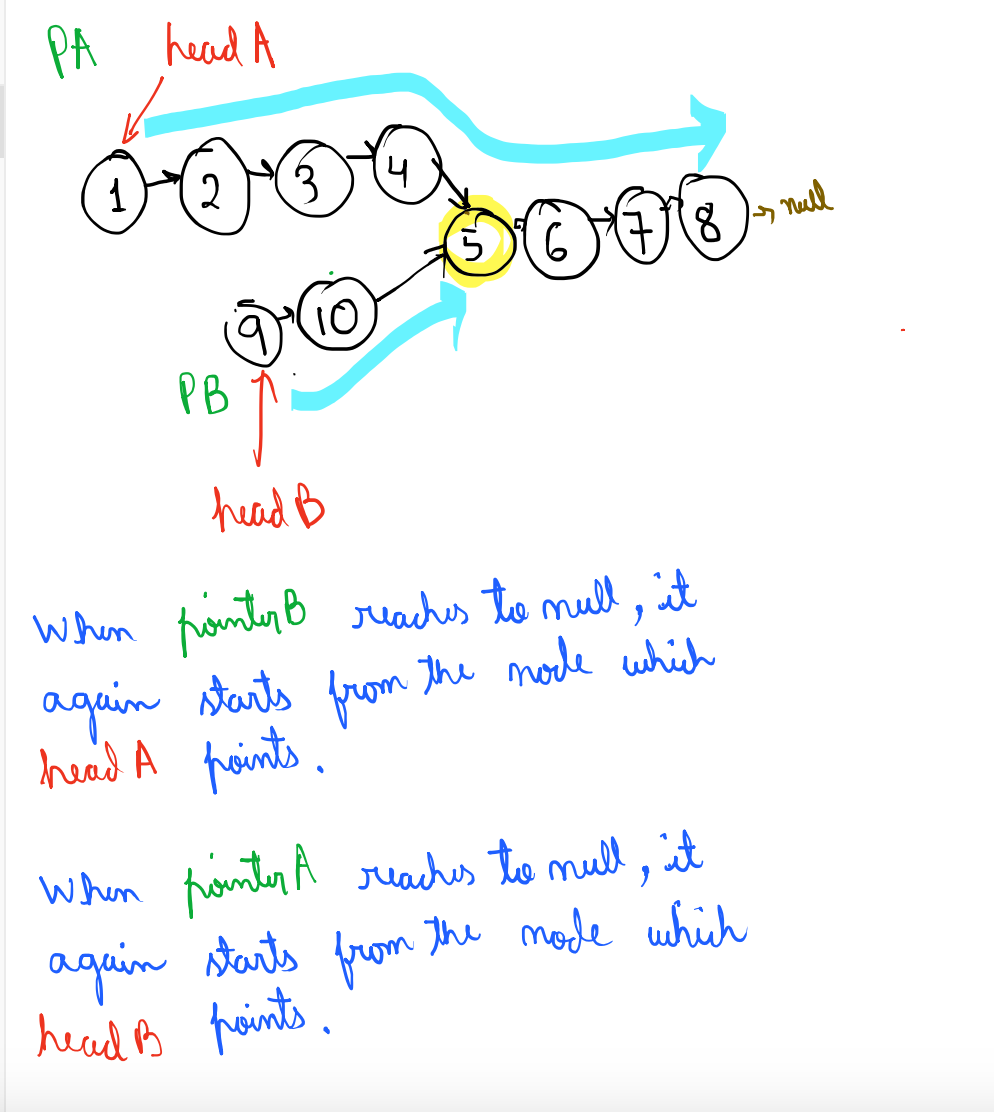 PA head A
1 2 3 4
5 6 7 8 null
9 10
PB
head B
When pointer B reaches to null, it
again starts from the node which
head A points.
When pointer A reaches to null, it
again starts from the node which
head B points.